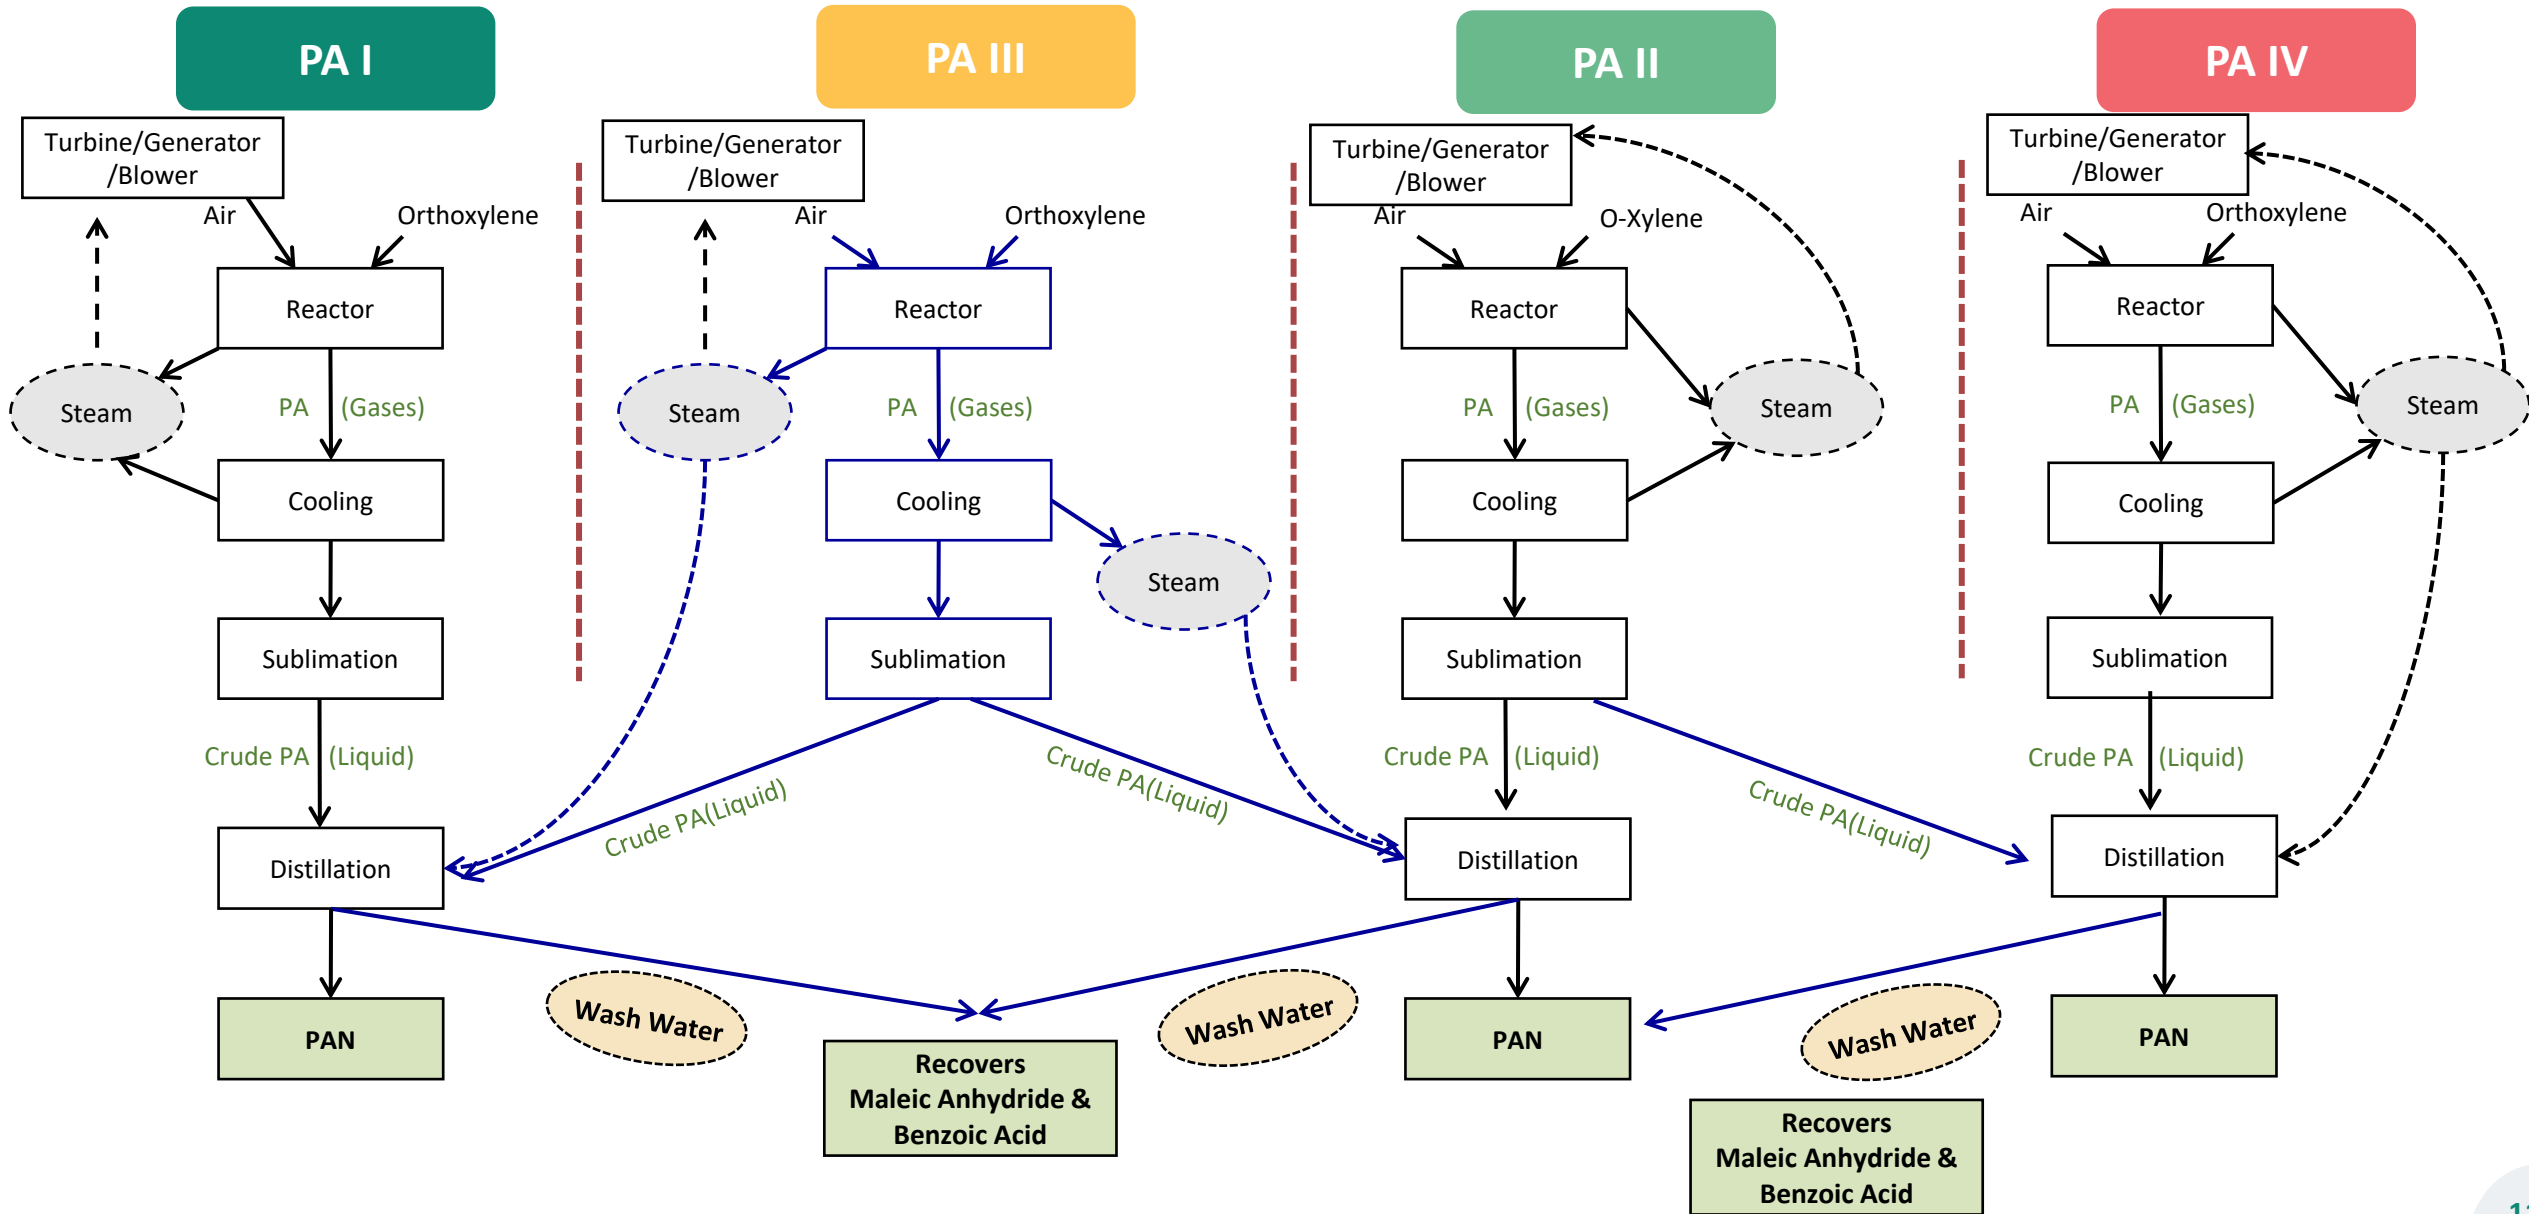 PA I
PA III
PA II
PA IV
Turbine/Generator
/Blower
Turbine/Generator
/Blower
Turbine/Generator
/Blower
Turbine/Generator
/Blower
Air
Orthoxylene
Air
Orthoxylene
Air
O-Xylene
Air
Orthoxylene
Reactor
Reactor
Reactor
Reactor
Steam
PA (Gases)
Steam
PA (Gases)
PA (Gases)
Steam
PA (Gases)
Steam
Cooling
Cooling
Cooling
Cooling
Steam
Sublimation
Sublimation
Sublimation
Sublimation
Crude PA (Liquid)
Crude PA(Liquid)
Crude PA(Liquid)
Crude PA (Liquid)
Crude PA(Liquid)
Crude PA (Liquid)
Distillation
Distillation
Distillation
Wash Water
Wash Water
Wash Water
PAN
PAN
PAN
Recovers
Maleic Anhydride &
Benzoic Acid
Recovers
Maleic Anhydride &
Benzoic Acid